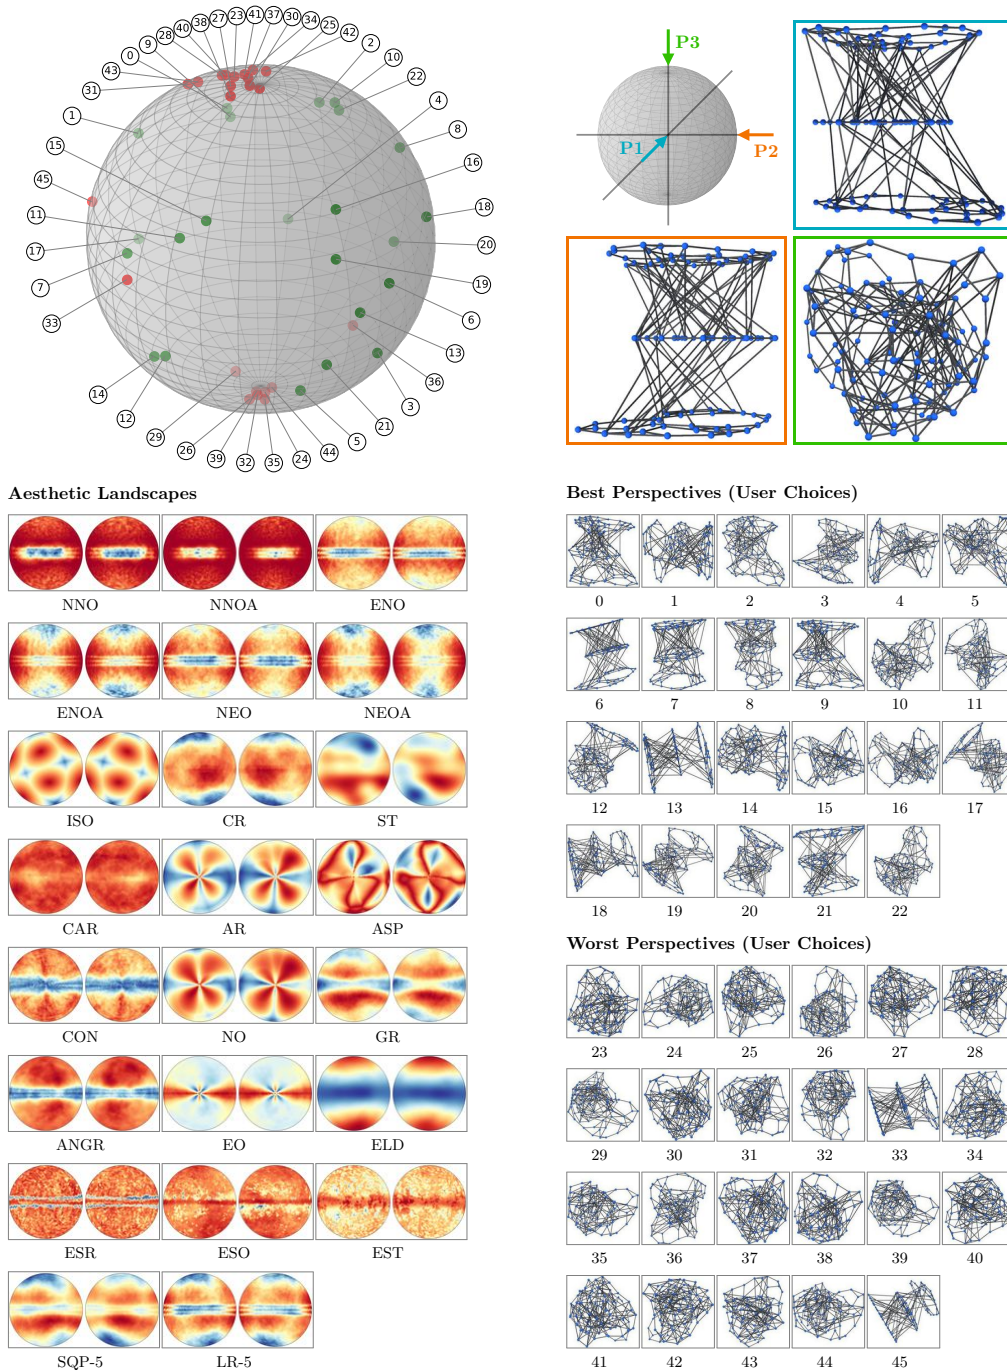 41 37 30
23 34
27 25
38 42
40 2
28 10
9 22
0 4
43 8
31 16
1 18
15 20
45 19
11 6
17 13
7 36
33 3
14 21
12 5
29 44
26 24
39 35
32
P3
P1
P2
Aesthetic Landscapes
NNO NNOA ENO
ENOA NEO NEOA
ISO CR ST
CAR AR ASP
CON NO GR
ANGR EO ELD
ESR ESO EST
SQP-5 LR-5
Best Perspectives (User Choices)
0 1 2 3 4 5
6 7 8 9 10 11
12 13 14 15 16 17
18 19 20 21 22
Worst Perspectives (User Choices)
23 24 25 26 27 28
29 30 31 32 33 34
35 36 37 38 39 40
41 42 43 44 45